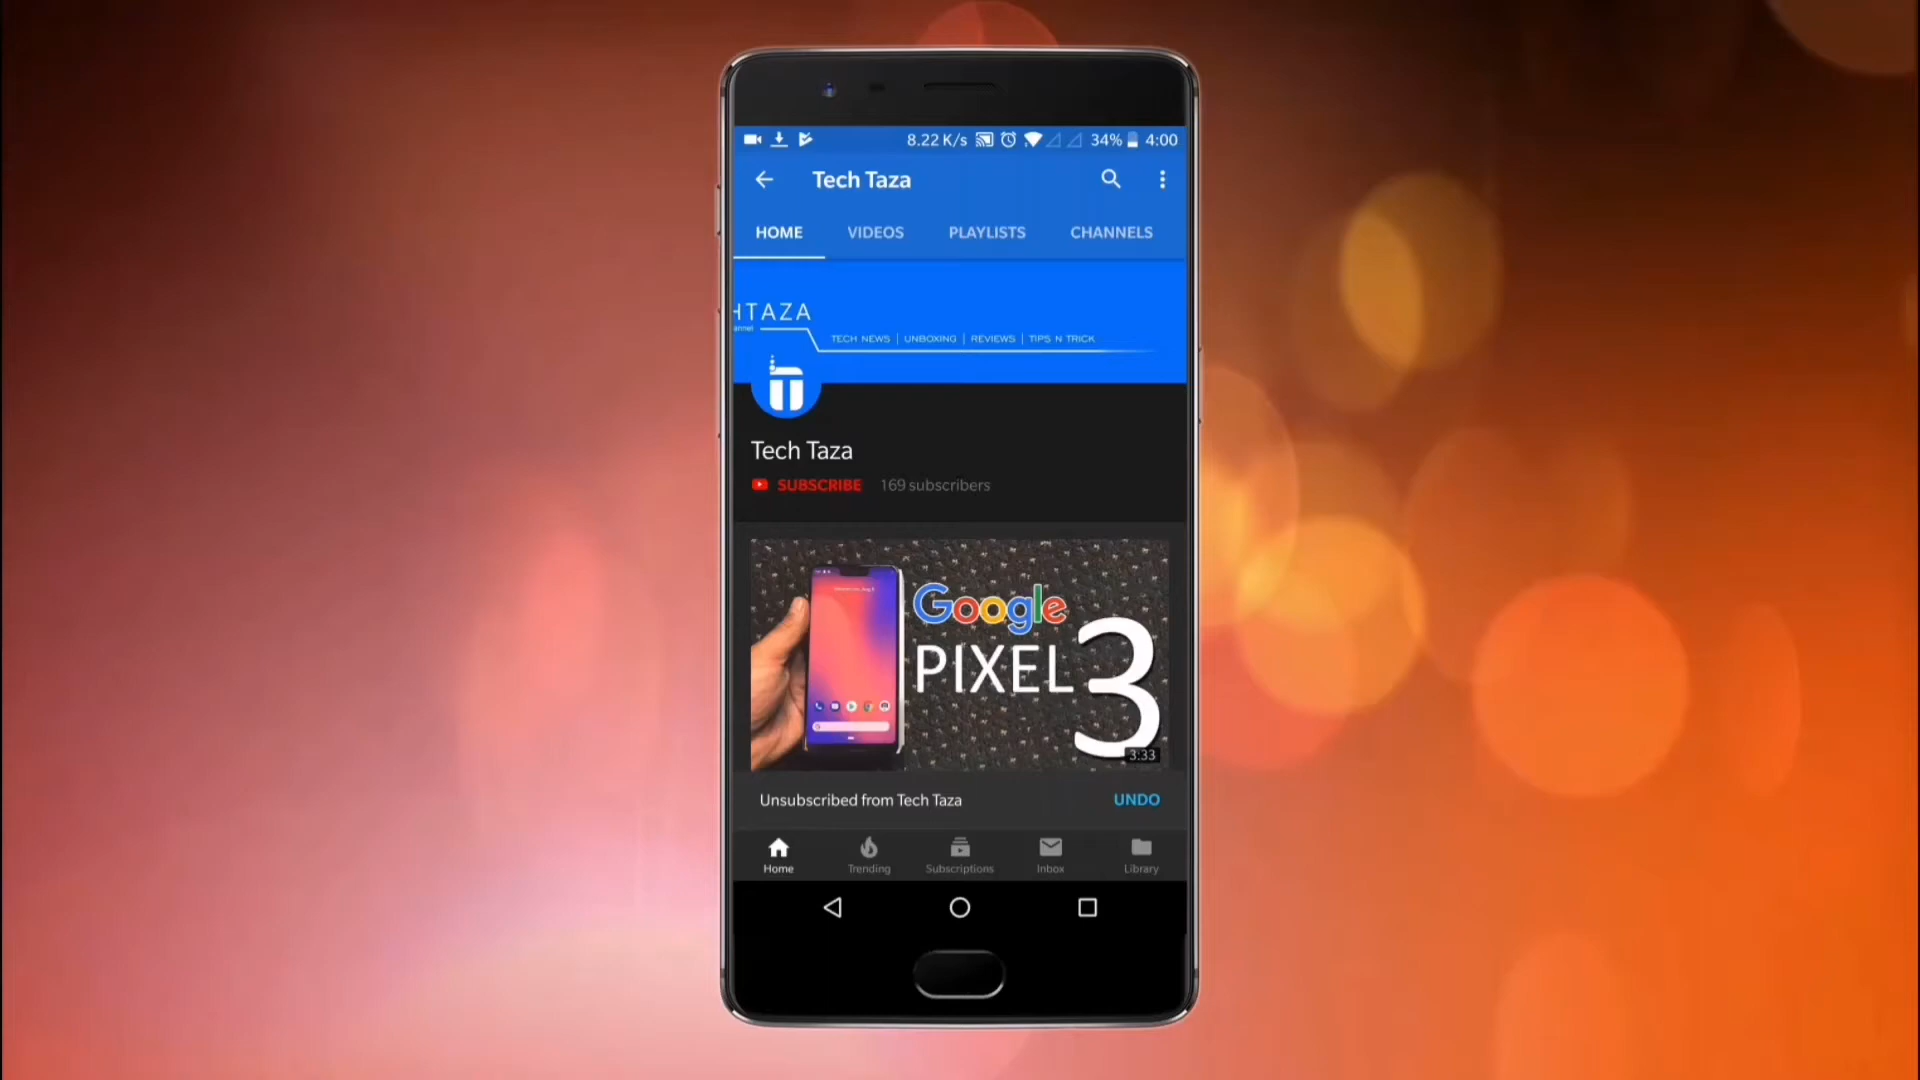 8.22 K/s 34% 4:00
Tech Taza
HOME VIDEOS PLAYLISTS CHANNELS
HTAZA
TECH NEWS | UNBOXING | REVIEWS | TIPS N TRICK
Tech Taza
SUBSCRIBE 169 subscribers
Google
PIXEL 3
3:33
Unsubscribed from Tech Taza UNDO
Home Trending Subscriptions Inbox Library